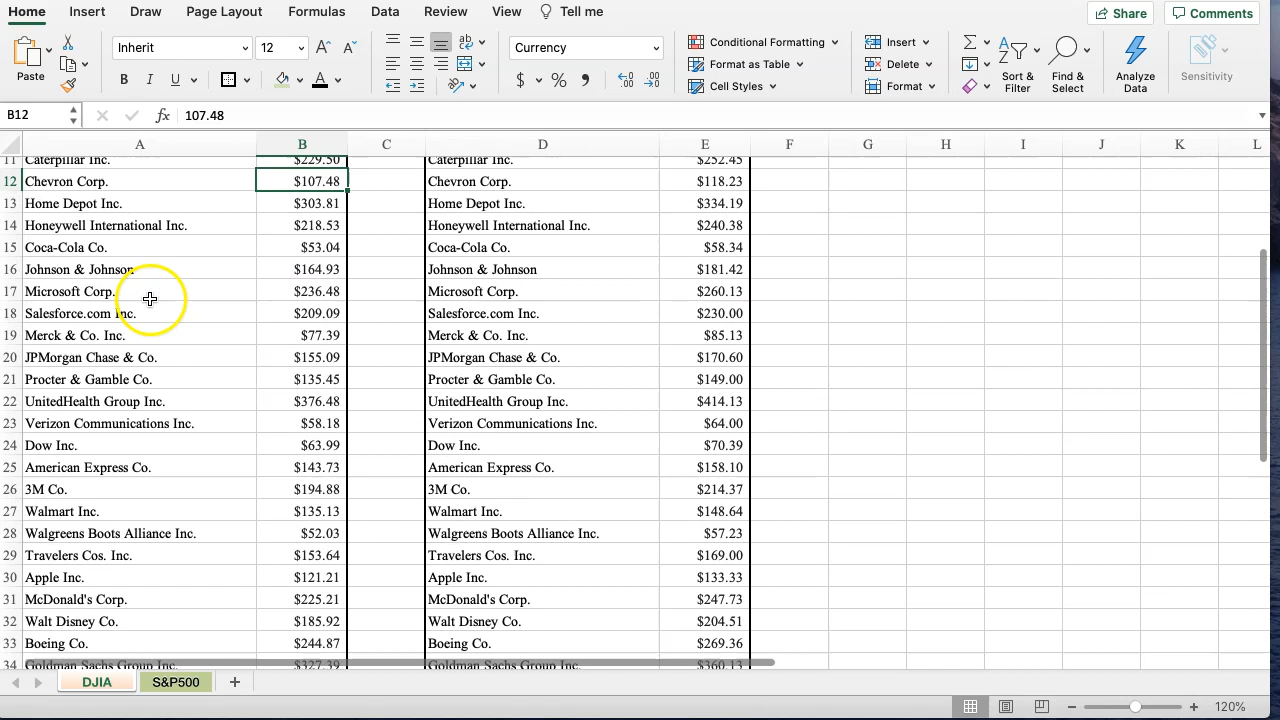 Home Insert Draw Page Layout Formulas Data Review View Tell me Share Comments
Paste Inherit 12 A A ab Currency Conditional Formatting Insert Sort & Filter Find & Select Analyze Data Sensitivity
Format as Table Delete
B I U A $ % Cell Styles Format
B12 fx 107.48
A B C D E F G H I J K L
11 Caterpillar Inc. $229.50 Caterpillar Inc. $252.45
12 Chevron Corp. $107.48 Chevron Corp. $118.23
13 Home Depot Inc. $303.81 Home Depot Inc. $334.19
14 Honeywell International Inc. $218.53 Honeywell International Inc. $240.38
15 Coca-Cola Co. $53.04 Coca-Cola Co. $58.34
16 Johnson & Johnson $164.93 Johnson & Johnson $181.42
17 Microsoft Corp. $236.48 Microsoft Corp. $260.13
18 Salesforce.com Inc. $209.09 Salesforce.com Inc. $230.00
19 Merck & Co. Inc. $77.39 Merck & Co. Inc. $85.13
20 JPMorgan Chase & Co. $155.09 JPMorgan Chase & Co. $170.60
21 Procter & Gamble Co. $135.45 Procter & Gamble Co. $149.00
22 UnitedHealth Group Inc. $376.48 UnitedHealth Group Inc. $414.13
23 Verizon Communications Inc. $58.18 Verizon Communications Inc. $64.00
24 Dow Inc. $63.99 Dow Inc. $70.39
25 American Express Co. $143.73 American Express Co. $158.10
26 3M Co. $194.88 3M Co. $214.37
27 Walmart Inc. $135.13 Walmart Inc. $148.64
28 Walgreens Boots Alliance Inc. $52.03 Walgreens Boots Alliance Inc. $57.23
29 Travelers Cos. Inc. $153.64 Travelers Cos. Inc. $169.00
30 Apple Inc. $121.21 Apple Inc. $133.33
31 McDonald's Corp. $225.21 McDonald's Corp. $247.73
32 Walt Disney Co. $185.92 Walt Disney Co. $204.51
33 Boeing Co. $244.87 Boeing Co. $269.36
34 Goldman Sachs Group Inc. $327.39 Goldman Sachs Group Inc. $360.13
DJIA S&P500 +
120%